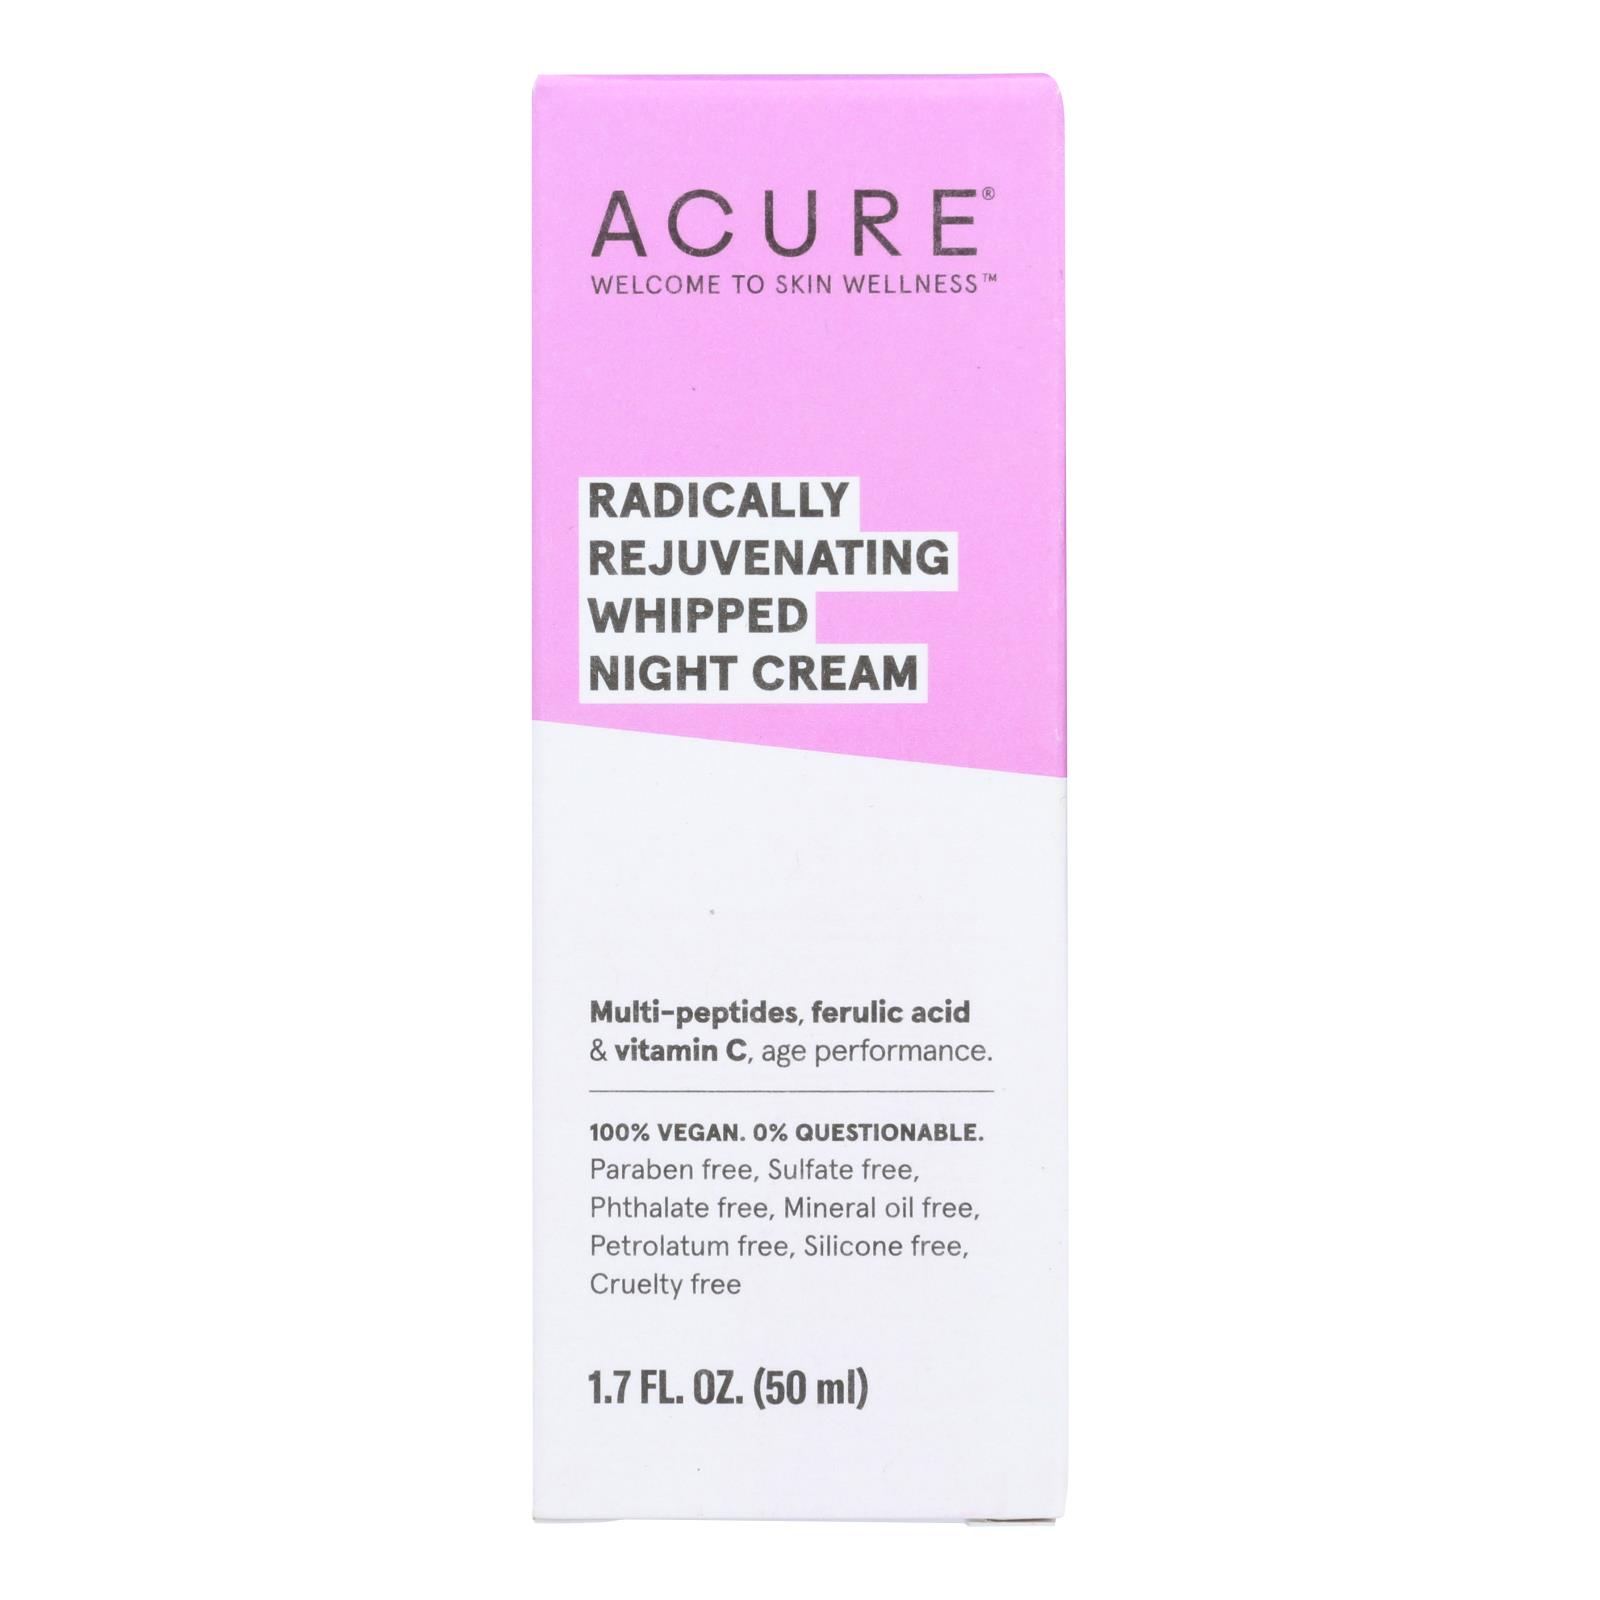 ACURE®
WELCOME TO SKIN WELLNESS™
RADICALLY
REJUVENATING
WHIPPED
NIGHT CREAM
Multi-peptides, ferulic acid
& vitamin C, age performance.
100% VEGAN. 0% QUESTIONABLE.
Paraben free, Sulfate free,
Phthalate free, Mineral oil free,
Petrolatum free, Silicone free,
Cruelty free
1.7 FL. OZ. (50 ml)